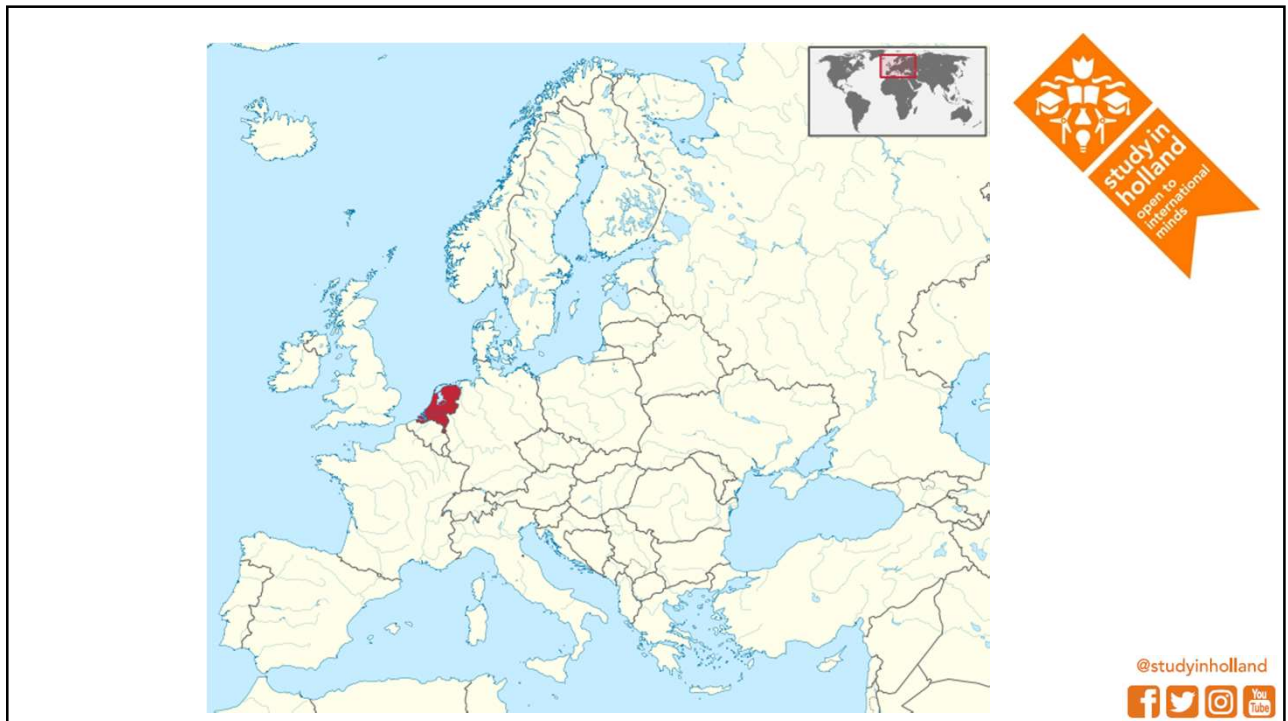 study in
holland
open to
international
minds
@studyinholland
You
Tube